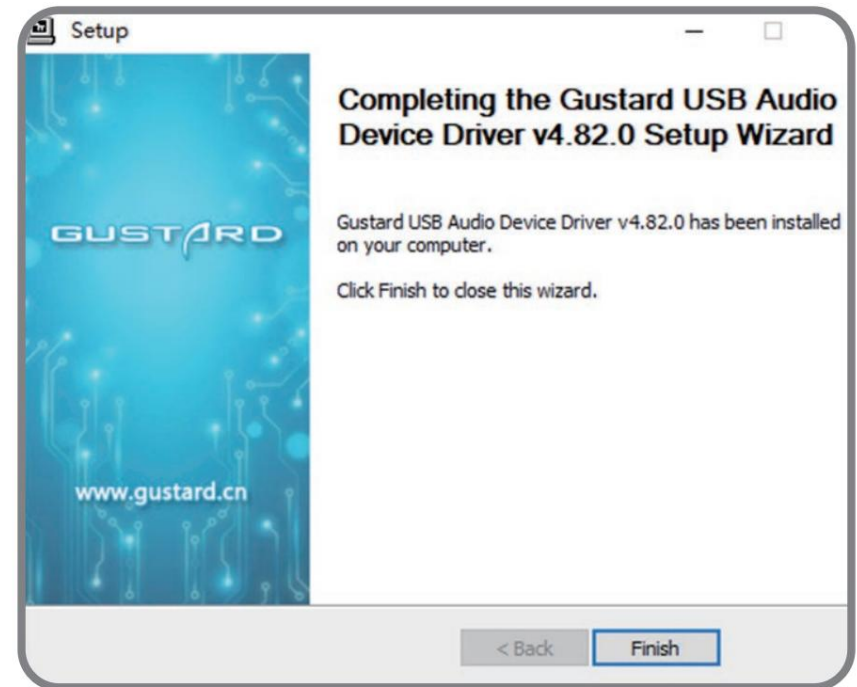 Setup
Completing the Gustard USB Audio
Device Driver v4.82.0 Setup Wizard
GUSTARD
Gustard USB Audio Device Driver v4.82.0 has been installed
on your computer.
Click Finish to close this wizard.
www.gustard.cn
< Back
Finish